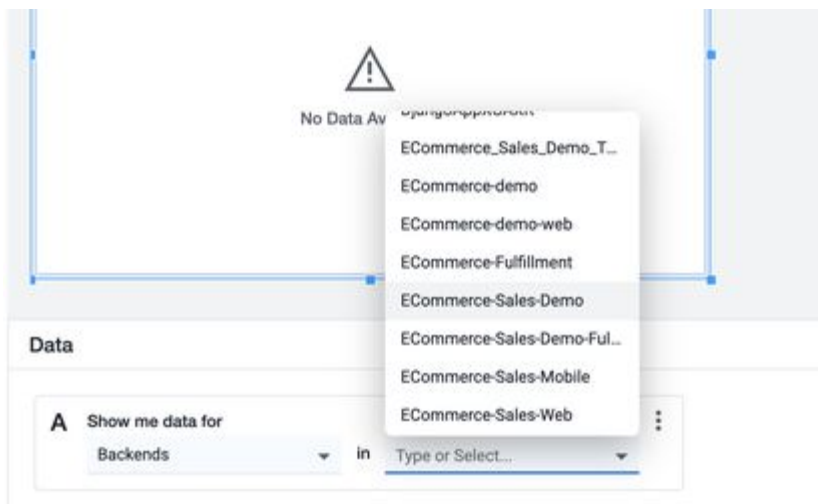 No Data Av
ECommerce_Sales_Demo_T...
ECommerce-demo
ECommerce-demo-web
ECommerce-Fulfillment
ECommerce-Sales-Demo
ECommerce-Sales-Demo-Ful...
ECommerce-Sales-Mobile
ECommerce-Sales-Web
Data
A Show me data for
Backends in Type or Select...